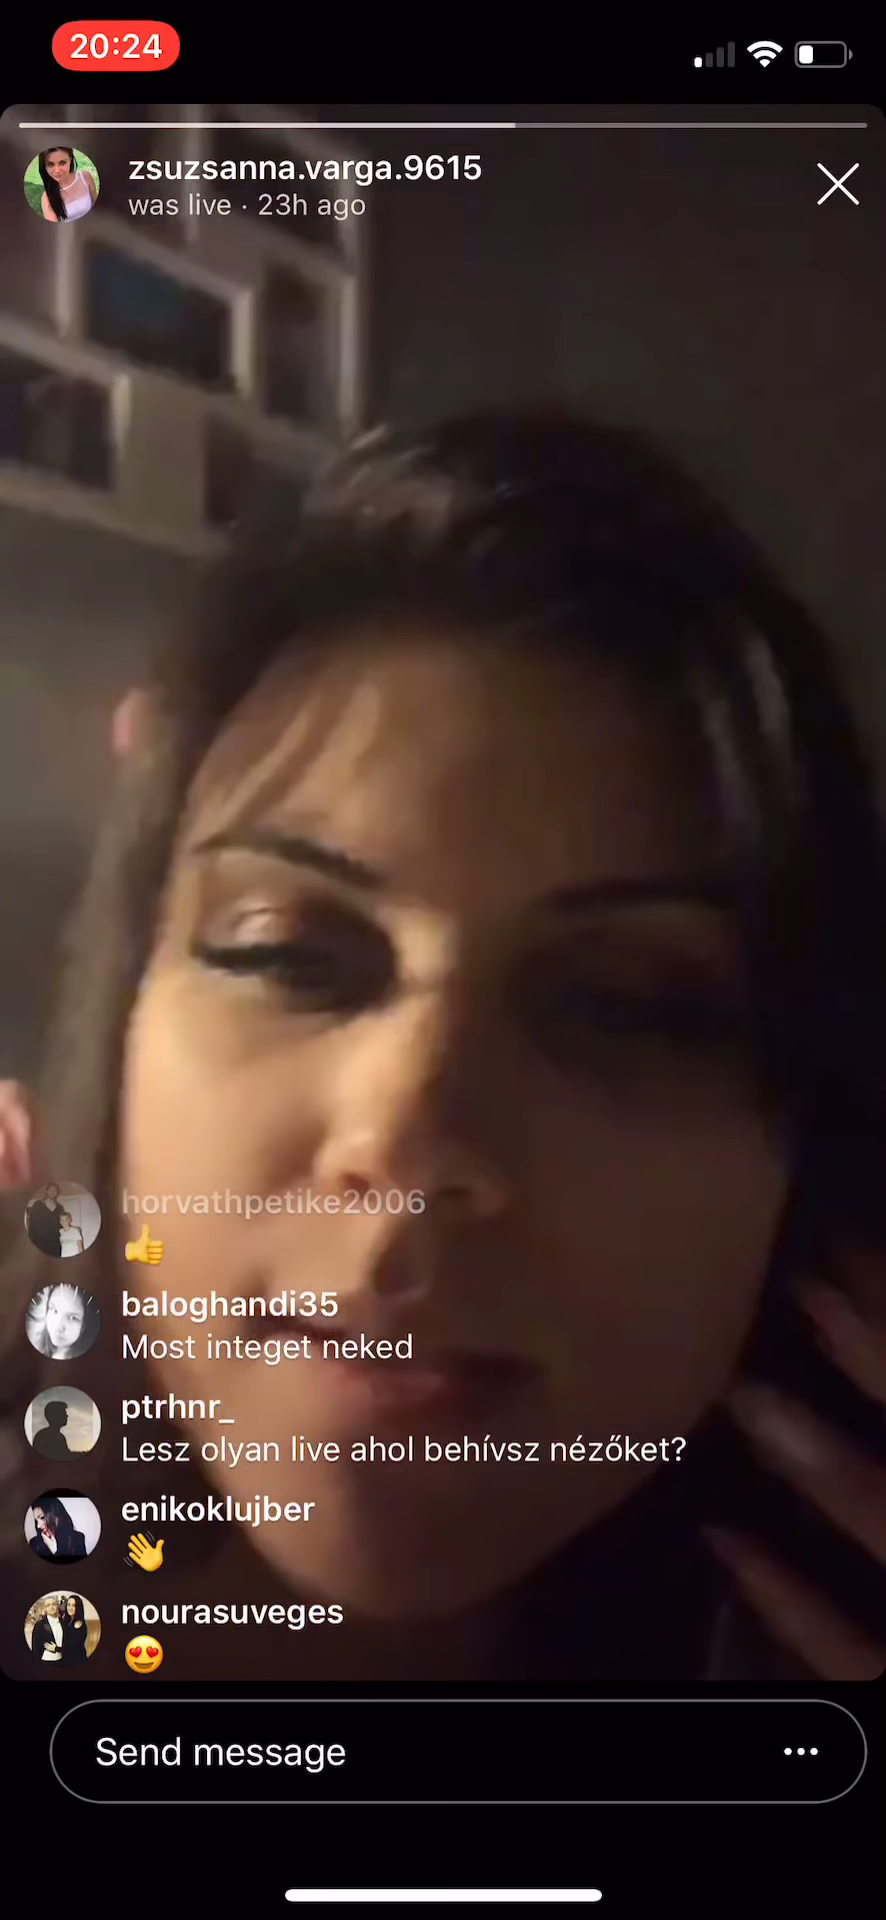 20:24
zsuzsanna.varga.9615
was live · 23h ago
horvathpetike2006
👍
baloghandi35
Most integet neked
ptrhnr_
Lesz olyan live ahol behívsz nézőket?
enikoklujber
👋
nourasuveges
😍
Send message